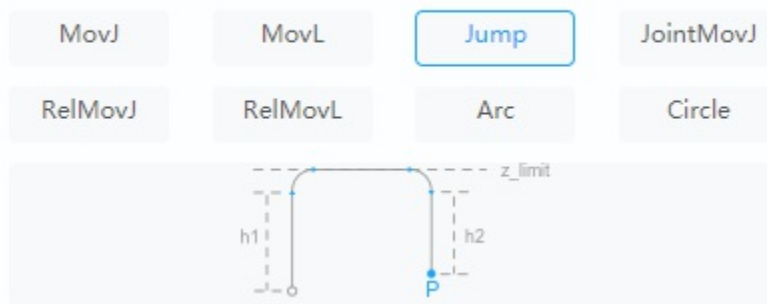 MovJ MovL Jump JointMovJ
RelMovJ RelMovL Arc Circle
z_limit
h1 h2
P